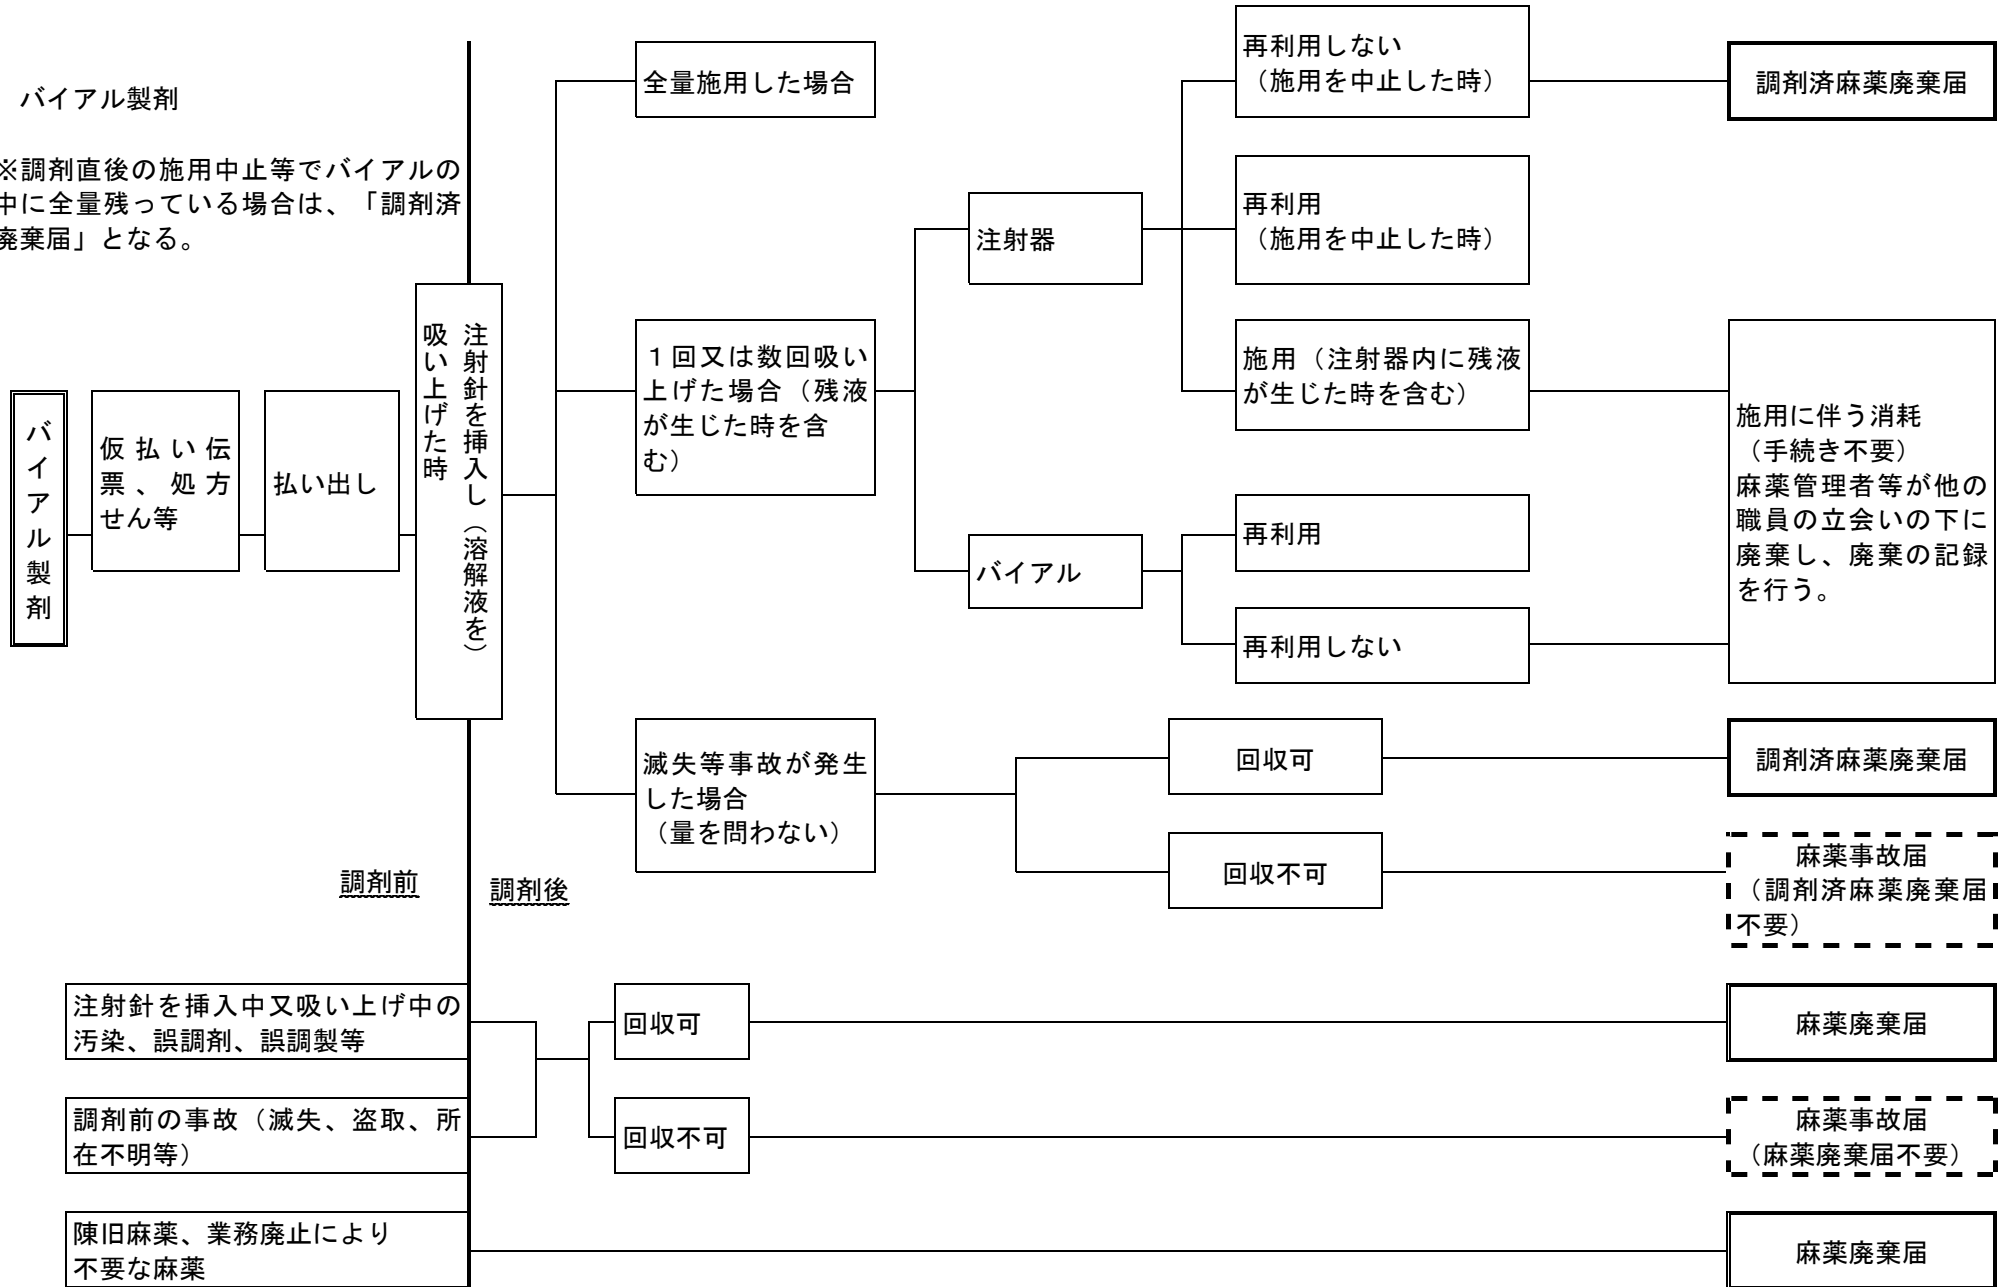 バイアル製剤
※調剤直後の施用中止等でバイアルの
中に全量残っている場合は、「調剤済
廃棄届」となる。
バイアル製剤
仮払い伝
票、処方
せん等
払い出し
注射針を挿入し（溶解液を）
吸い上げた時
全量施用した場合
１回又は数回吸い
上げた場合（残液
が生じた時を含
む）
注射器
バイアル
再利用しない
（施用を中止した時）
再利用
（施用を中止した時）
施用（注射器内に残液
が生じた時を含む）
再利用
再利用しない
調剤済麻薬廃棄届
施用に伴う消耗
（手続き不要）
麻薬管理者等が他の
職員の立会いの下に
廃棄し、廃棄の記録
を行う。
滅失等事故が発生
した場合
（量を問わない）
回収可
調剤済麻薬廃棄届
回収不可
麻薬事故届
（調剤済麻薬廃棄届
不要）
調剤前
調剤後
注射針を挿入中又吸い上げ中の
汚染、誤調剤、誤調製等
回収可
麻薬廃棄届
調剤前の事故（滅失、盗取、所
在不明等）
回収不可
麻薬事故届
（麻薬廃棄届不要）
陳旧麻薬、業務廃止により
不要な麻薬
麻薬廃棄届